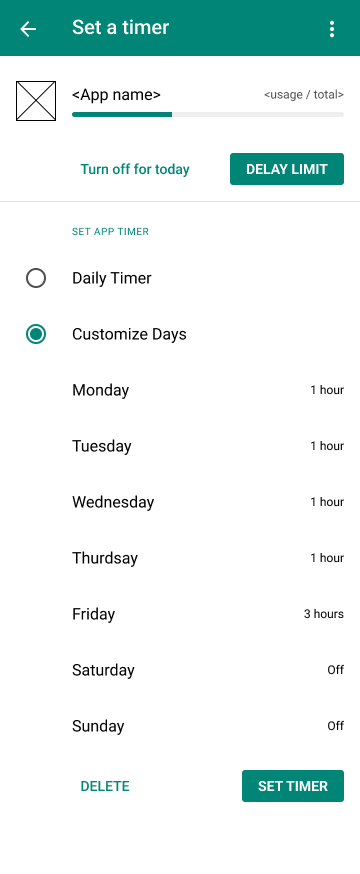 Set a timer
<App name> <usage / total>
Turn off for today DELAY LIMIT
SET APP TIMER
Daily Timer
Customize Days
Monday 1 hour
Tuesday 1 hour
Wednesday 1 hour
Thurdsay 1 hour
Friday 3 hours
Saturday Off
Sunday Off
DELETE SET TIMER